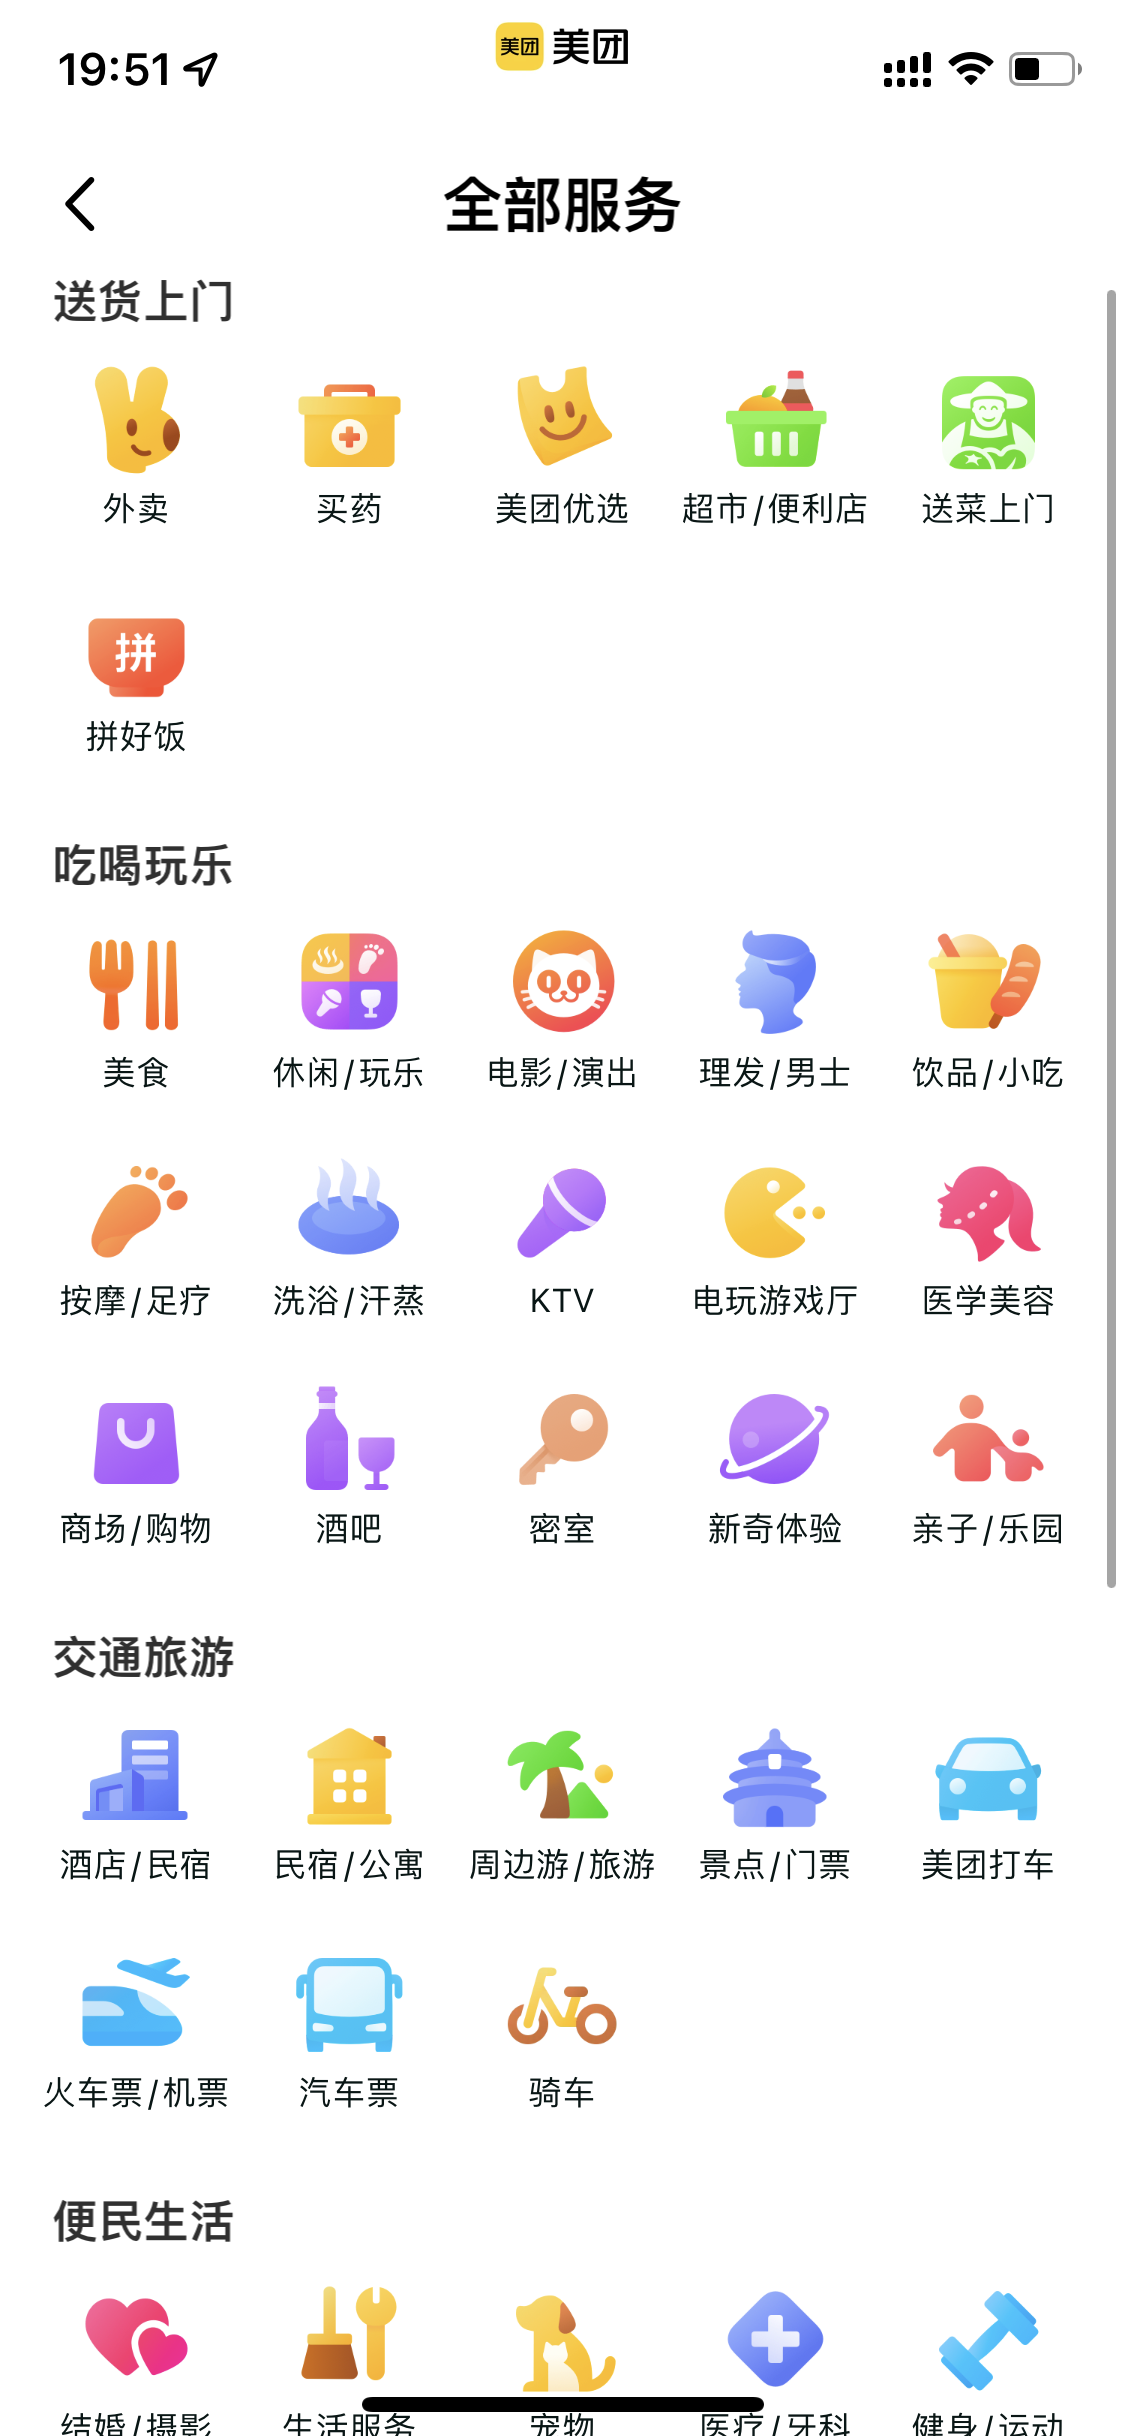 19:51 美团 美团
全部服务
送货上门
外卖 买药 美团优选 超市/便利店 送菜上门
拼
拼好饭
吃喝玩乐
美食 休闲/玩乐 电影/演出 理发/男士 饮品/小吃
按摩/足疗 洗浴/汗蒸 KTV 电玩游戏厅 医学美容
商场/购物 酒吧 密室 新奇体验 亲子/乐园
交通旅游
酒店/民宿 民宿/公寓 周边游/旅游 景点/门票 美团打车
火车票/机票 汽车票 骑车
便民生活
结婚/摄影 生活服务 宠物 医疗/牙科 健身/运动